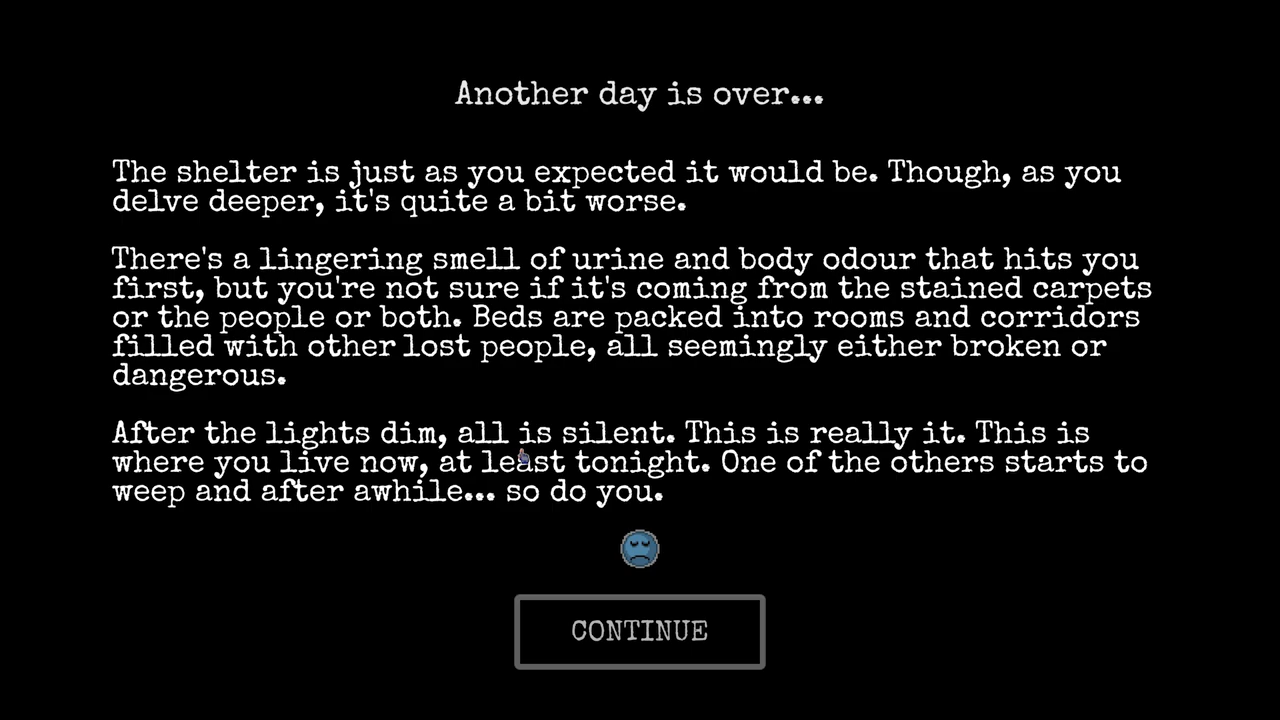 Another day is over...
The shelter is just as you expected it would be. Though, as you
delve deeper, it's quite a bit worse.
There's a lingering smell of urine and body odour that hits you
first, but you're not sure if it's coming from the stained carpets
or the people or both. Beds are packed into rooms and corridors
filled with other lost people, all seemingly either broken or
dangerous.
After the lights dim, all is silent. This is really it. This is
where you live now, at least tonight. One of the others starts to
weep and after awhile... so do you.
CONTINUE